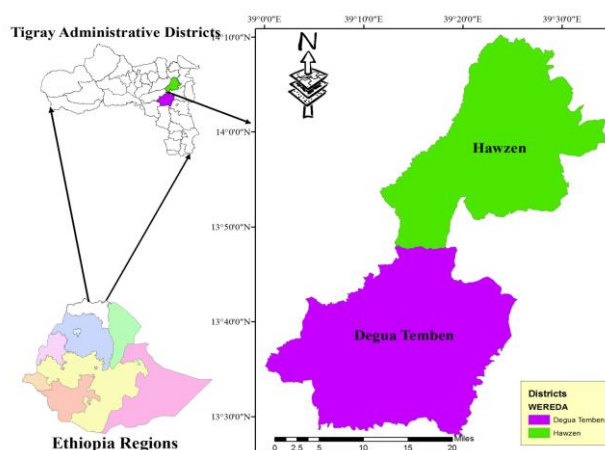 Tigray Administrative Districts
Ethiopia Regions
39°0'0"E 39°10'0"E 39°20'0"E 39°30'0"E
14°10'0"N
14°0'0"N
13°50'0"N
13°40'0"N
13°30'0"N
N
Hawzen
Degua Temben
Districts
WEREDA
Degua Temben
Hawzen
Miles
0 2.5 5 10 15 20